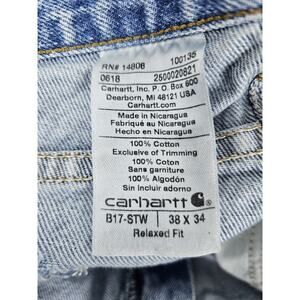 RN# 14806 100135
0618 2500020821
Carhartt, Inc. P.O. Box 600
Dearborn, MI 48121 USA
Carhartt.com
Made in Nicaragua
Fabriqué au Nicaragua
Hecho en Nicaragua
100% Cotton
Exclusive of Trimming
100% Cotton
Sans garniture
100% Algodón
Sin incluir adorno
carhartt
B17-STW 38 X 34
Relaxed Fit